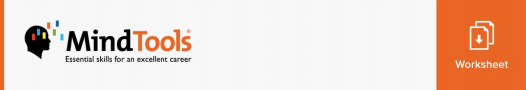 MindTools®
Essential skills for an excellent career
Worksheet